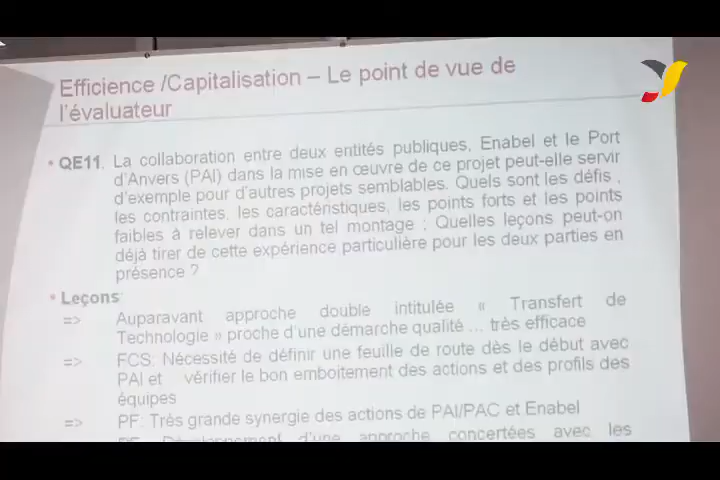 Efficience /Capitalisation – Le point de vue de
l'évaluateur
• QE11. La collaboration entre deux entités publiques, Enabel et le Port
d'Anvers (PAI) dans la mise en œuvre de ce projet peut-elle servir
d'exemple pour d'autres projets semblables. Quels sont les défis ,
les contraintes, les caractéristiques, les points forts et les points
faibles à relever dans un tel montage ; Quelles leçons peut-on
déjà tirer de cette expérience particulière pour les deux parties en
présence ?
• Leçons:
=> Auparavant approche double intitulée « Transfert de
Technologie » proche d'une démarche qualité ... très efficace
=> FCS: Nécessité de définir une feuille de route dès le début avec
PAI et vérifier le bon emboitement des actions et des profils des
équipes
=> PF: Très grande synergie des actions de PAI/PAC et Enabel
Développement d'une approche concertées avec les